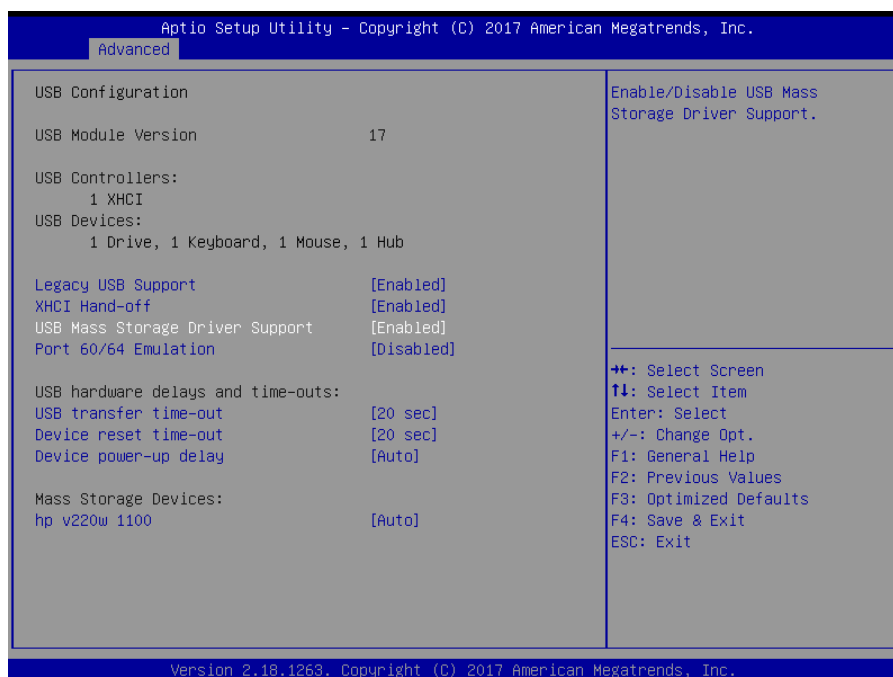 Aptio Setup Utility – Copyright (C) 2017 American Megatrends, Inc.
Advanced
USB Configuration
USB Module Version 17
USB Controllers:
1 XHCI
USB Devices:
1 Drive, 1 Keyboard, 1 Mouse, 1 Hub
Legacy USB Support [Enabled]
XHCI Hand-off [Enabled]
USB Mass Storage Driver Support [Enabled]
Port 60/64 Emulation [Disabled]
USB hardware delays and time-outs:
USB transfer time-out [20 sec]
Device reset time-out [20 sec]
Device power-up delay [Auto]
Mass Storage Devices:
hp v220w 1100 [Auto]
Enable/Disable USB Mass
Storage Driver Support.
→←: Select Screen
↑↓: Select Item
Enter: Select
+/-: Change Opt.
F1: General Help
F2: Previous Values
F3: Optimized Defaults
F4: Save & Exit
ESC: Exit
Version 2.18.1263. Copyright (C) 2017 American Megatrends, Inc.